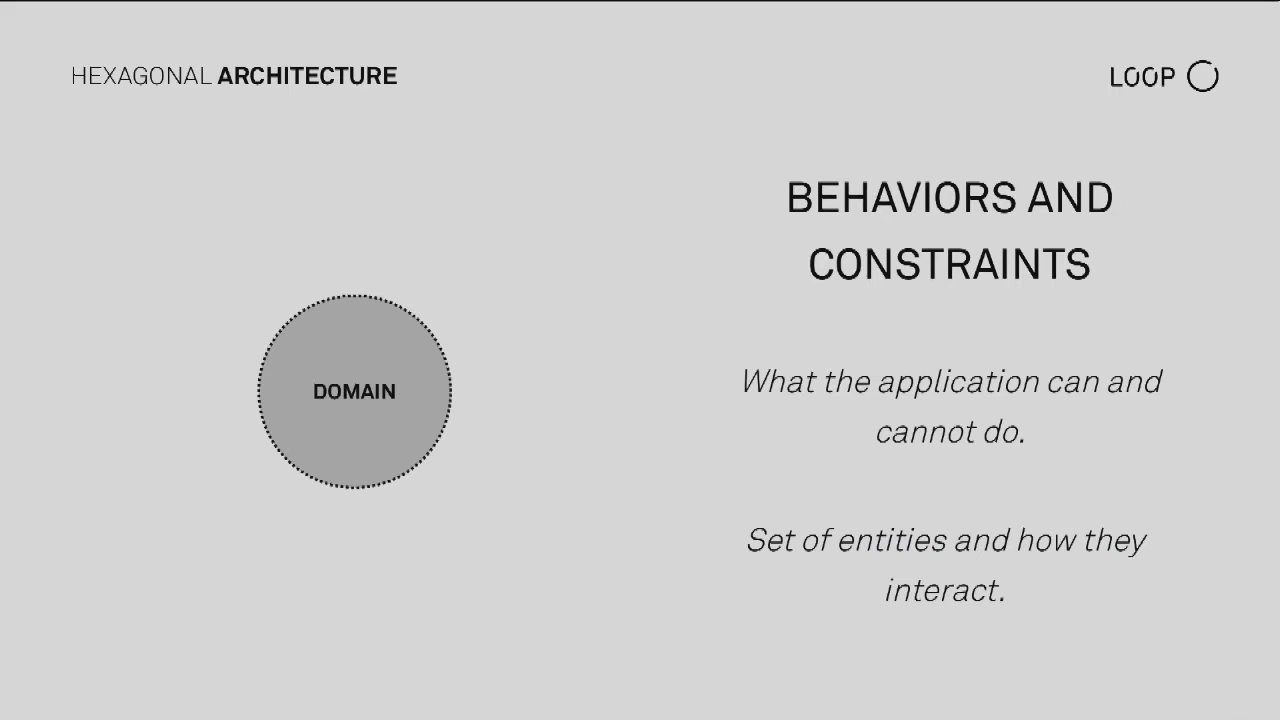 HEXAGONAL ARCHITECTURE
LOOP
BEHAVIORS AND
CONSTRAINTS
DOMAIN
What the application can and
cannot do.
Set of entities and how they
interact.